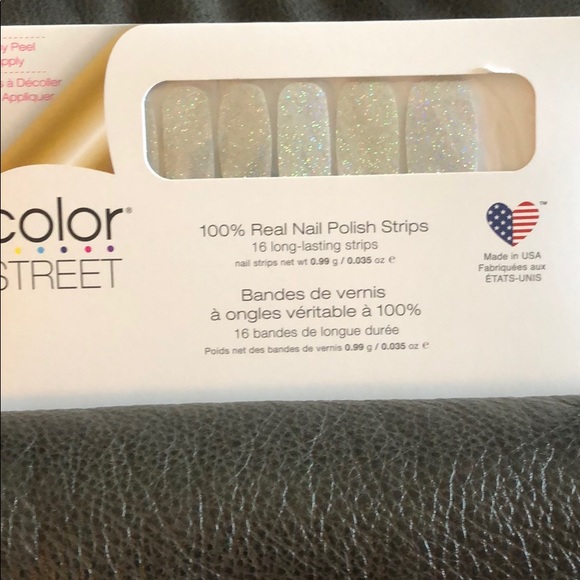 y Peel
pply
à Décoller
Appliquer
color®
STREET
100% Real Nail Polish Strips
16 long-lasting strips
nail strips net wt 0.99 g / 0.035 oz e
Bandes de vernis
à ongles véritable à 100%
16 bandes de longue durée
Poids net des bandes de vernis 0.99 g / 0.035 oz e
™
Made in USA
Fabriquées aux
ÉTATS-UNIS